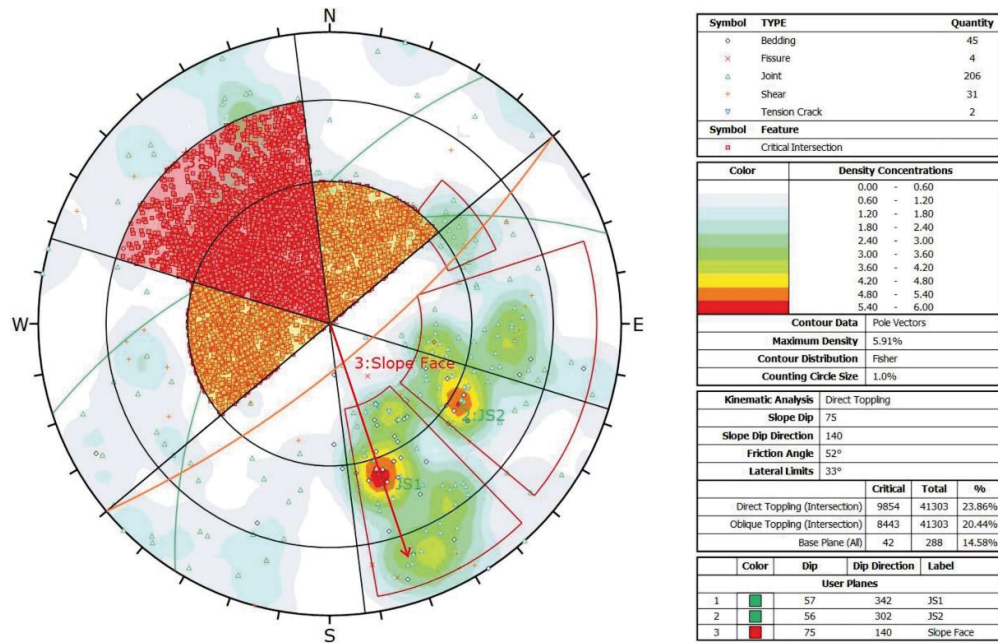 N
W
E
S
3:Slope Face
2:JS2
JS1
Symbol TYPE Quantity
Bedding 45
Fissure 4
Joint 206
Shear 31
Tension Crack 2
Symbol Feature
Critical Intersection
Color Density Concentrations
0.00 - 0.60
0.60 - 1.20
1.20 - 1.80
1.80 - 2.40
2.40 - 3.00
3.00 - 3.60
3.60 - 4.20
4.20 - 4.80
4.80 - 5.40
5.40 - 6.00
Contour Data Pole Vectors
Maximum Density 5.91%
Contour Distribution Fisher
Counting Circle Size 1.0%
Kinematic Analysis Direct Toppling
Slope Dip 75
Slope Dip Direction 140
Friction Angle 52°
Lateral Limits 33°
Critical Total %
Direct Toppling (Intersection) 9854 41303 23.86%
Oblique Toppling (Intersection) 8443 41303 20.44%
Base Plane (All) 42 288 14.58%
Color Dip Dip Direction Label
User Planes
1 57 342 JS1
2 56 302 JS2
3 75 140 Slope Face